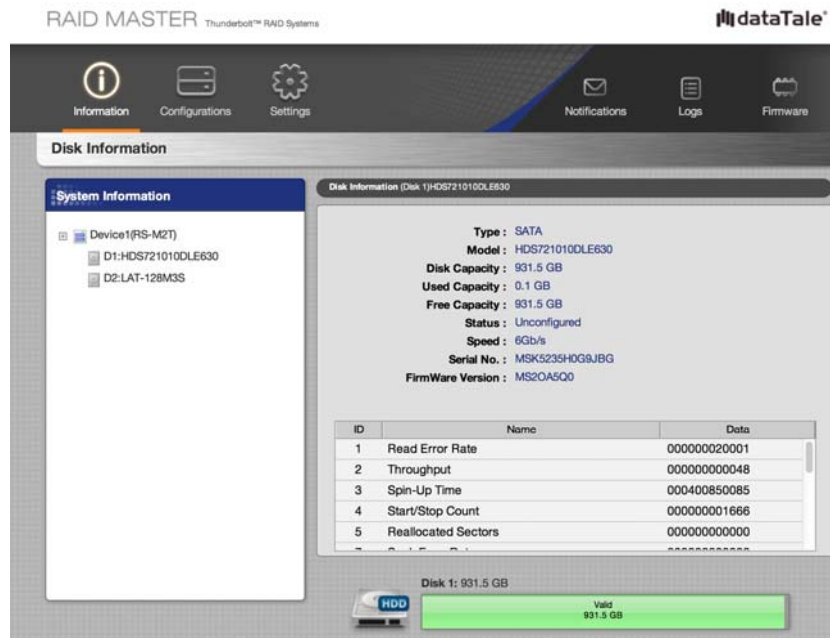 RAID MASTER Thunderbolt™ RAID Systems
dataTale®
Information
Configurations
Settings
Notifications
Logs
Firmware
Disk Information
System Information
Device1(RS-M2T)
D1:HDS721010DLE630
D2:LAT-128M3S
Disk Information (Disk 1)HDS721010DLE630
Type : SATA
Model : HDS721010DLE630
Disk Capacity : 931.5 GB
Used Capacity : 0.1 GB
Free Capacity : 931.5 GB
Status : Unconfigured
Speed : 6Gb/s
Serial No. : MSK5235H0G9JBG
FirmWare Version : MS2OA5Q0
ID Name Data
1 Read Error Rate 000000020001
2 Throughput 000000000048
3 Spin-Up Time 000400850085
4 Start/Stop Count 000000001666
5 Reallocated Sectors 000000000000
Disk 1: 931.5 GB
HDD
Valid
931.5 GB